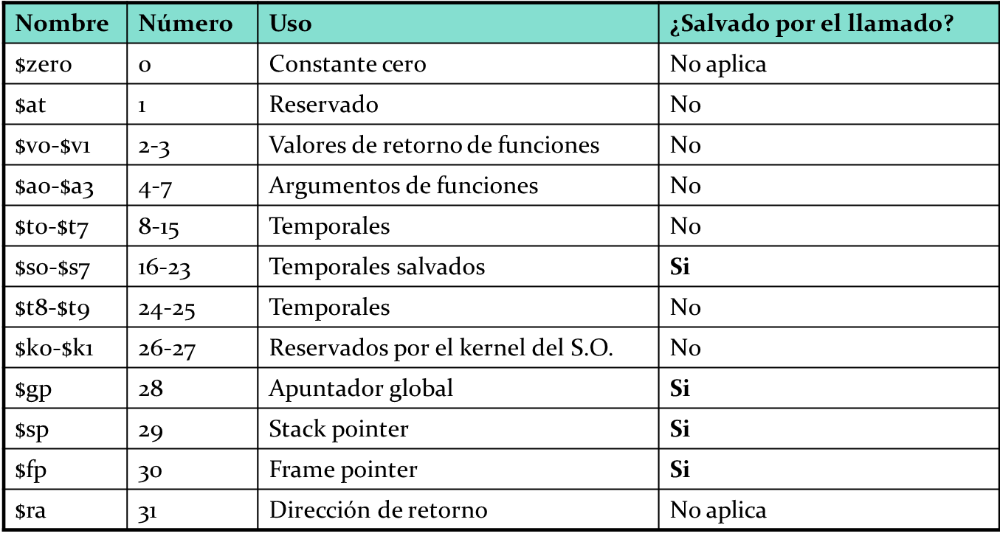 Nombre Número Uso ¿Salvado por el llamado?
$zero 0 Constante cero No aplica
$at 1 Reservado No
$v0-$v1 2-3 Valores de retorno de funciones No
$a0-$a3 4-7 Argumentos de funciones No
$t0-$t7 8-15 Temporales No
$s0-$s7 16-23 Temporales salvados Si
$t8-$t9 24-25 Temporales No
$k0-$k1 26-27 Reservados por el kernel del S.O. No
$gp 28 Apuntador global Si
$sp 29 Stack pointer Si
$fp 30 Frame pointer Si
$ra 31 Dirección de retorno No aplica